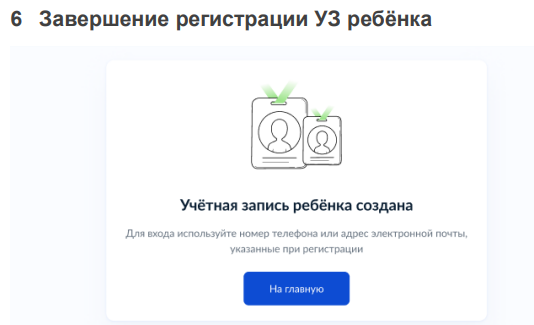 6 Завершение регистрации УЗ ребёнка
Учётная запись ребёнка создана
Для входа используйте номер телефона или адрес электронной почты,
указанные при регистрации
На главную